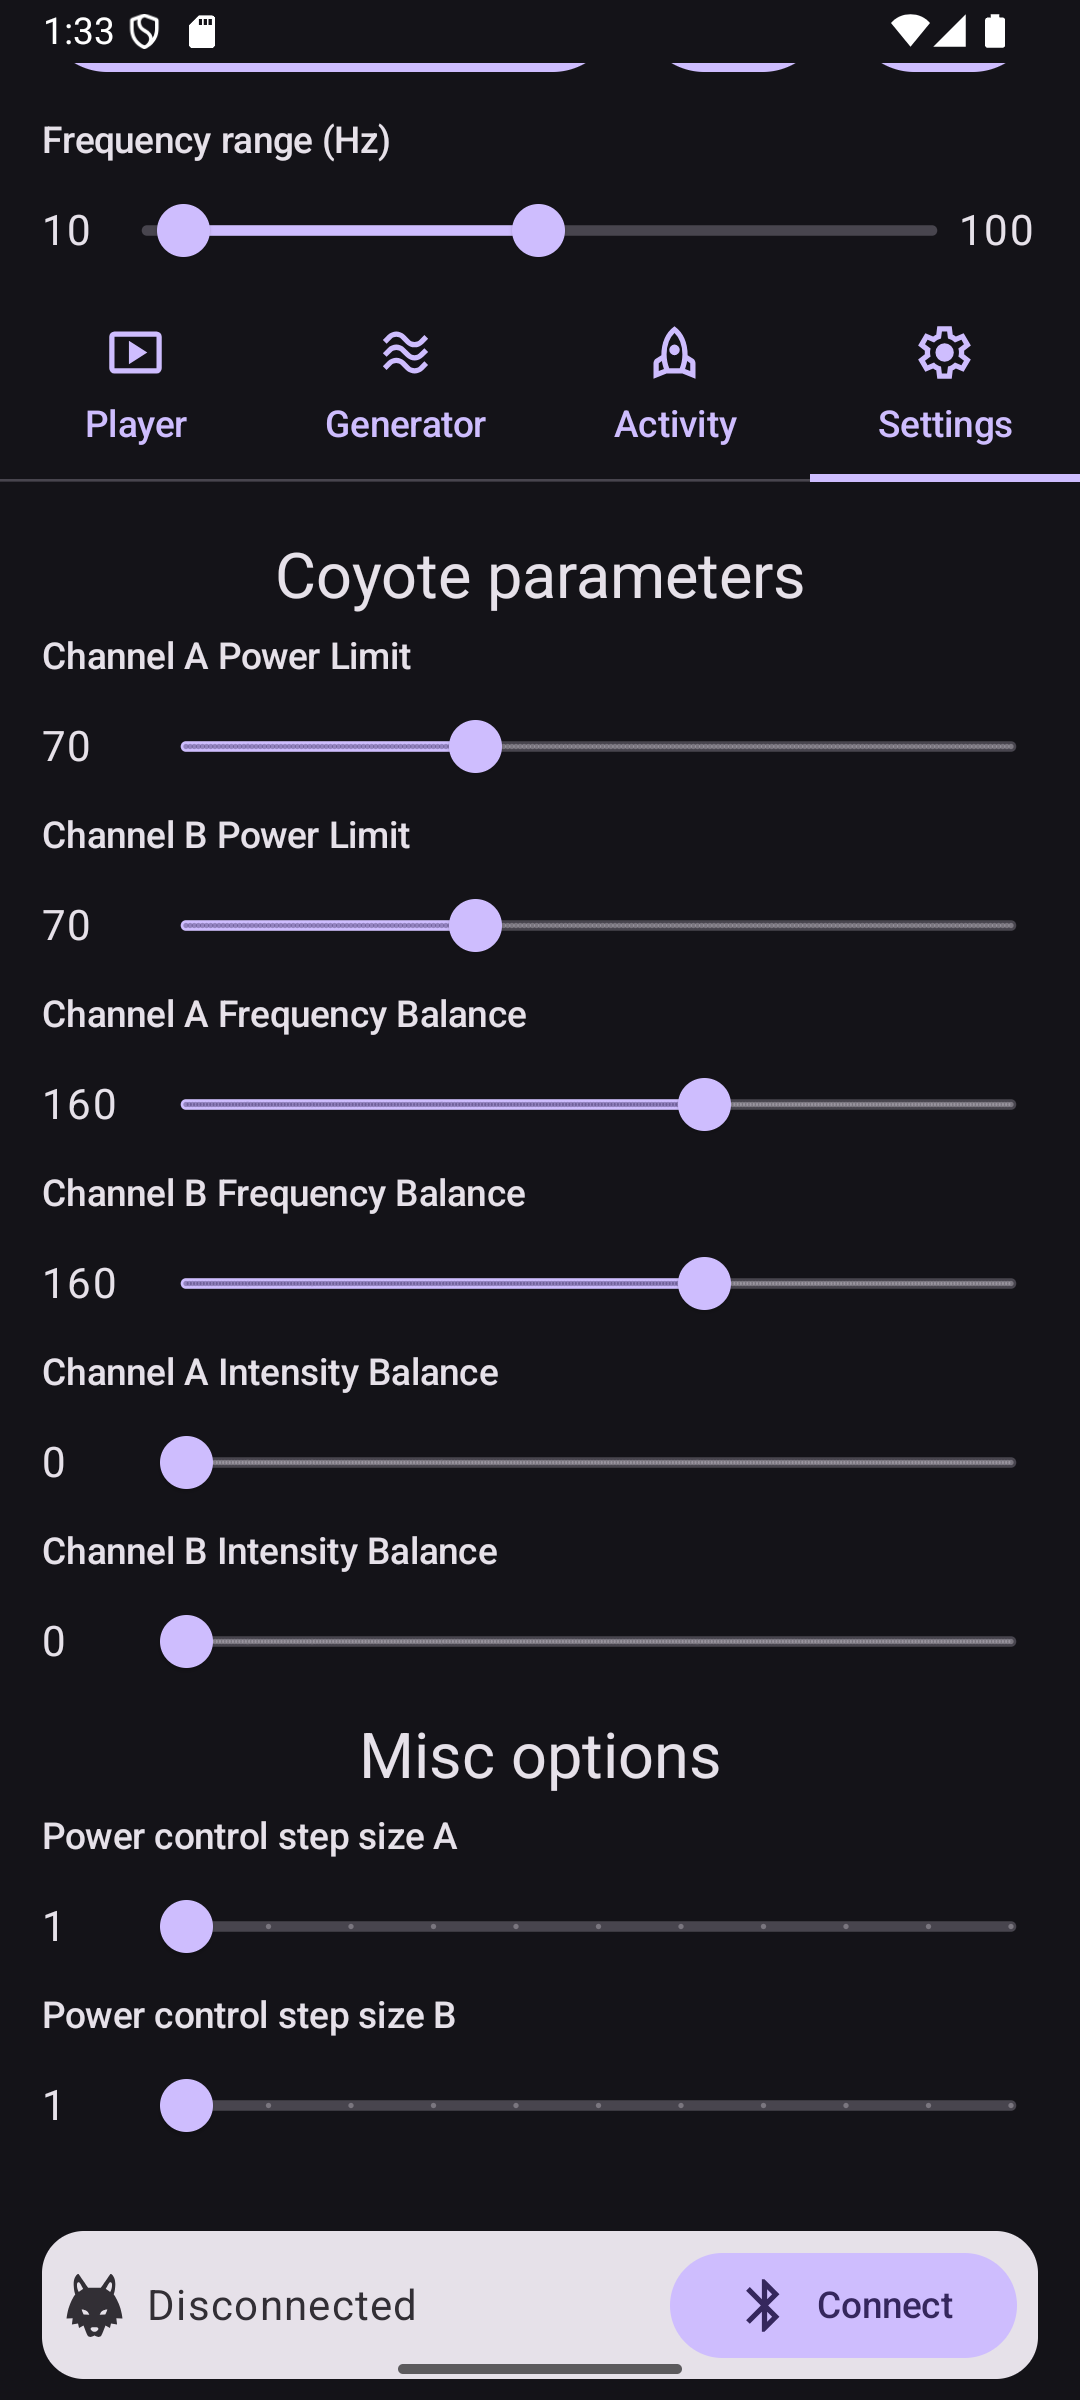 1:33
Frequency range (Hz)
10 100
Player Generator Activity Settings
Coyote parameters
Channel A Power Limit
70
Channel B Power Limit
70
Channel A Frequency Balance
160
Channel B Frequency Balance
160
Channel A Intensity Balance
0
Channel B Intensity Balance
0
Misc options
Power control step size A
1
Power control step size B
1
Disconnected Connect